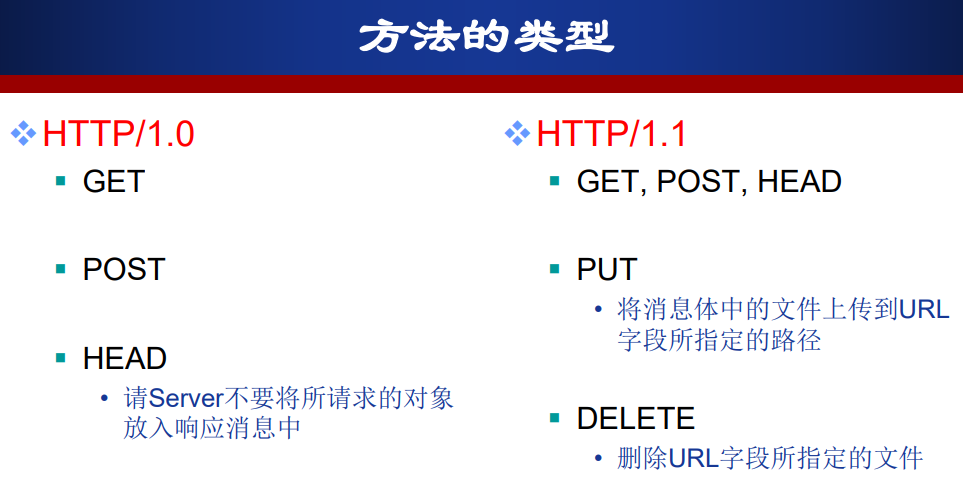 方法的类型
HTTP/1.0
GET
POST
HEAD
请Server不要将所请求的对象
放入响应消息中
HTTP/1.1
GET, POST, HEAD
PUT
将消息体中的文件上传到URL
字段所指定的路径
DELETE
删除URL字段所指定的文件